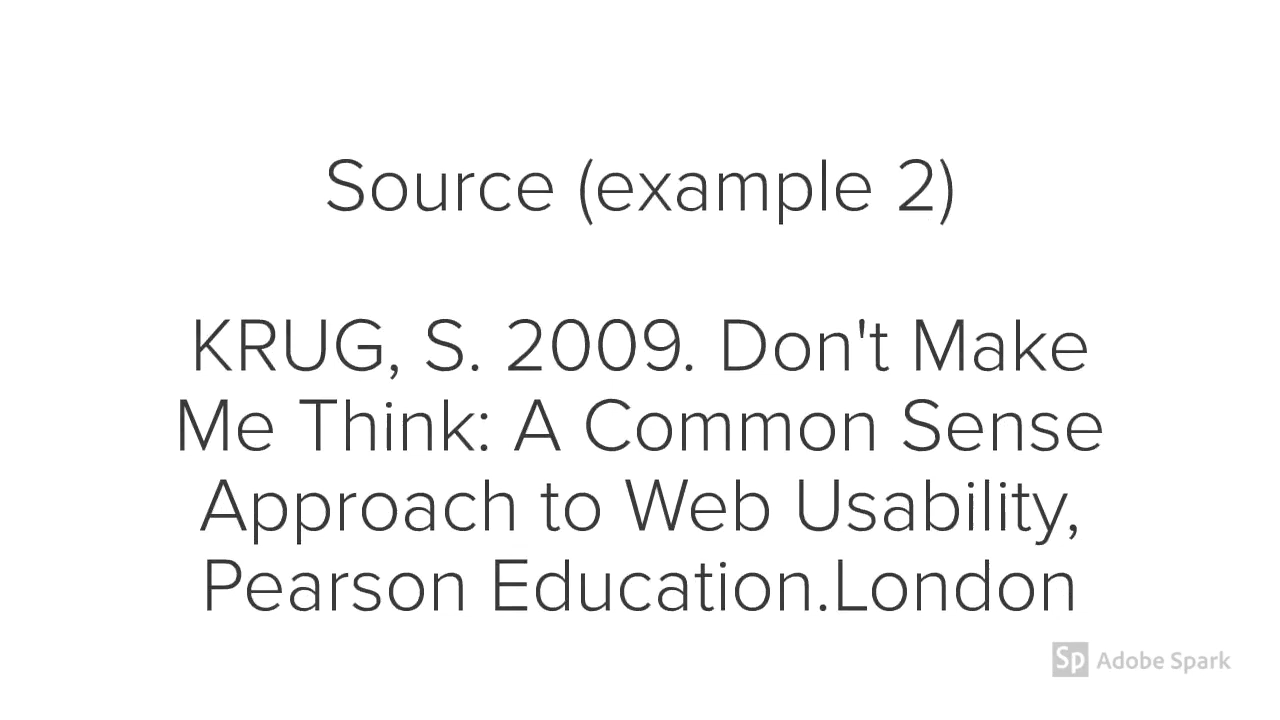 Source (example 2)
KRUG, S. 2009. Don't Make
Me Think: A Common Sense
Approach to Web Usability,
Pearson Education.London
Sp Adobe Spark